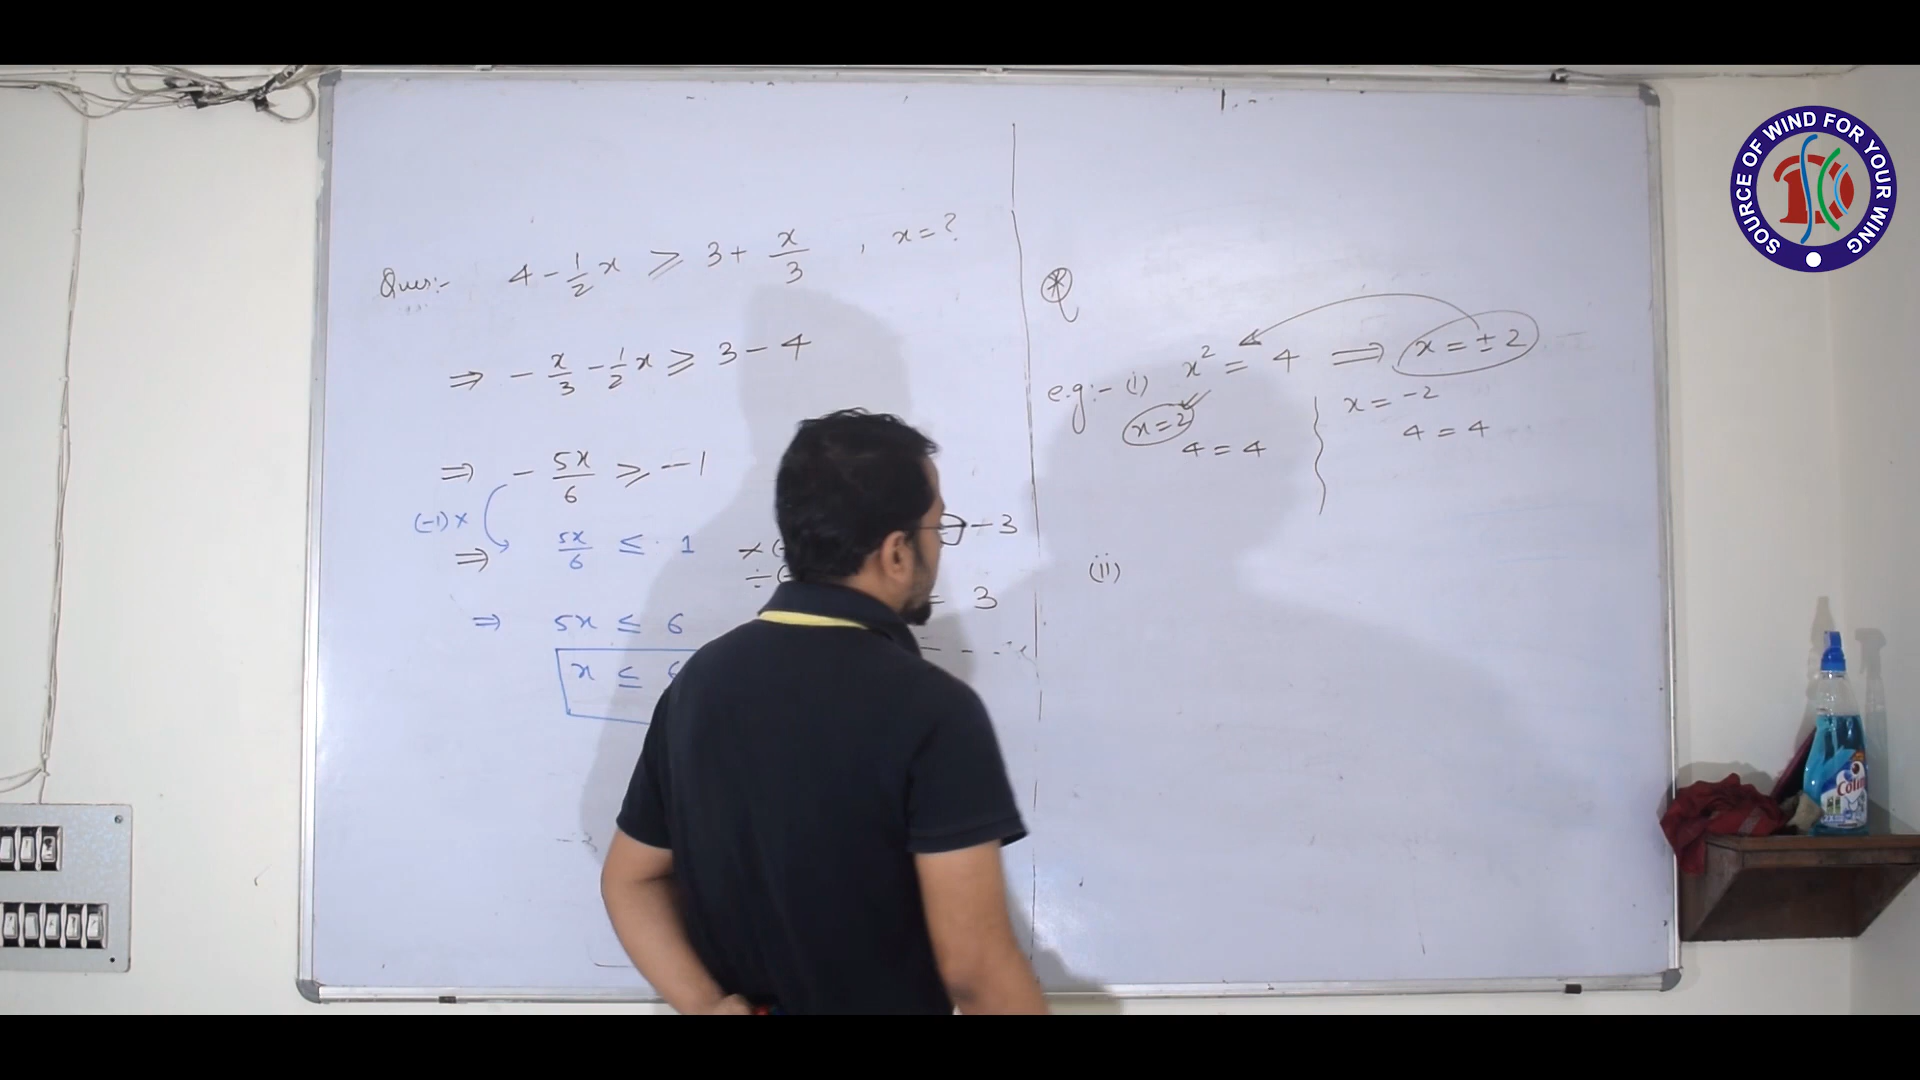 Ques:- 4 - 1/2 x ≥ 3 + x/3 , x = ?
⇒ - x/3 - 1/2 x ≥ 3 - 4
⇒ - 5x/6 ≥ -1
(-1) ×
⇒ 5x/6 ≤ 1
⇒ 5x ≤ 6
x ≤ 6
× (-
÷ (-
- 3
= 3
= - - -
e.g:- (i) x² = 4 ⇒ x = ± 2
x = 2
4 = 4
x = -2
4 = 4
(ii)
SOURCE OF WIND FOR YOUR WING
Colin